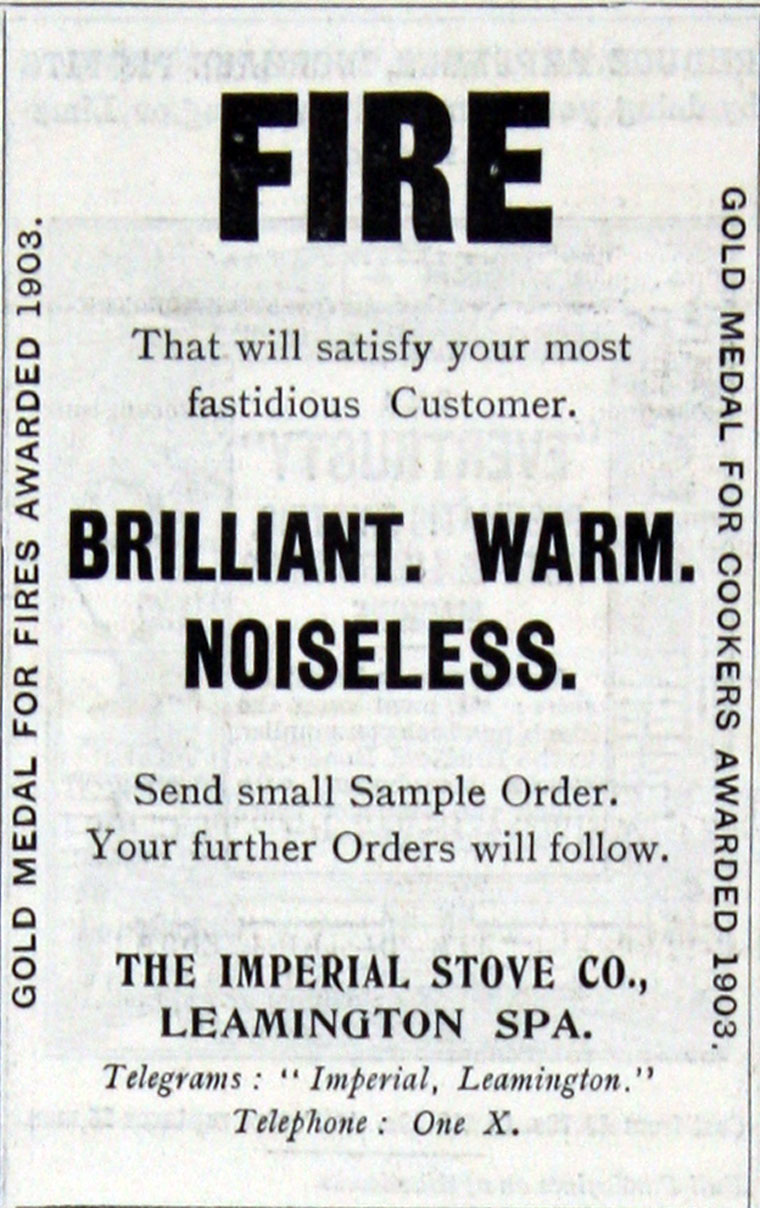 FIRE
That will satisfy your most
fastidious Customer.
BRILLIANT. WARM.
NOISELESS.
Send small Sample Order.
Your further Orders will follow.
THE IMPERIAL STOVE CO.,
LEAMINGTON SPA.
Telegrams : "Imperial, Leamington."
Telephone : One X.
GOLD MEDAL FOR FIRES AWARDED 1903.
GOLD MEDAL FOR COOKERS AWARDED 1903.